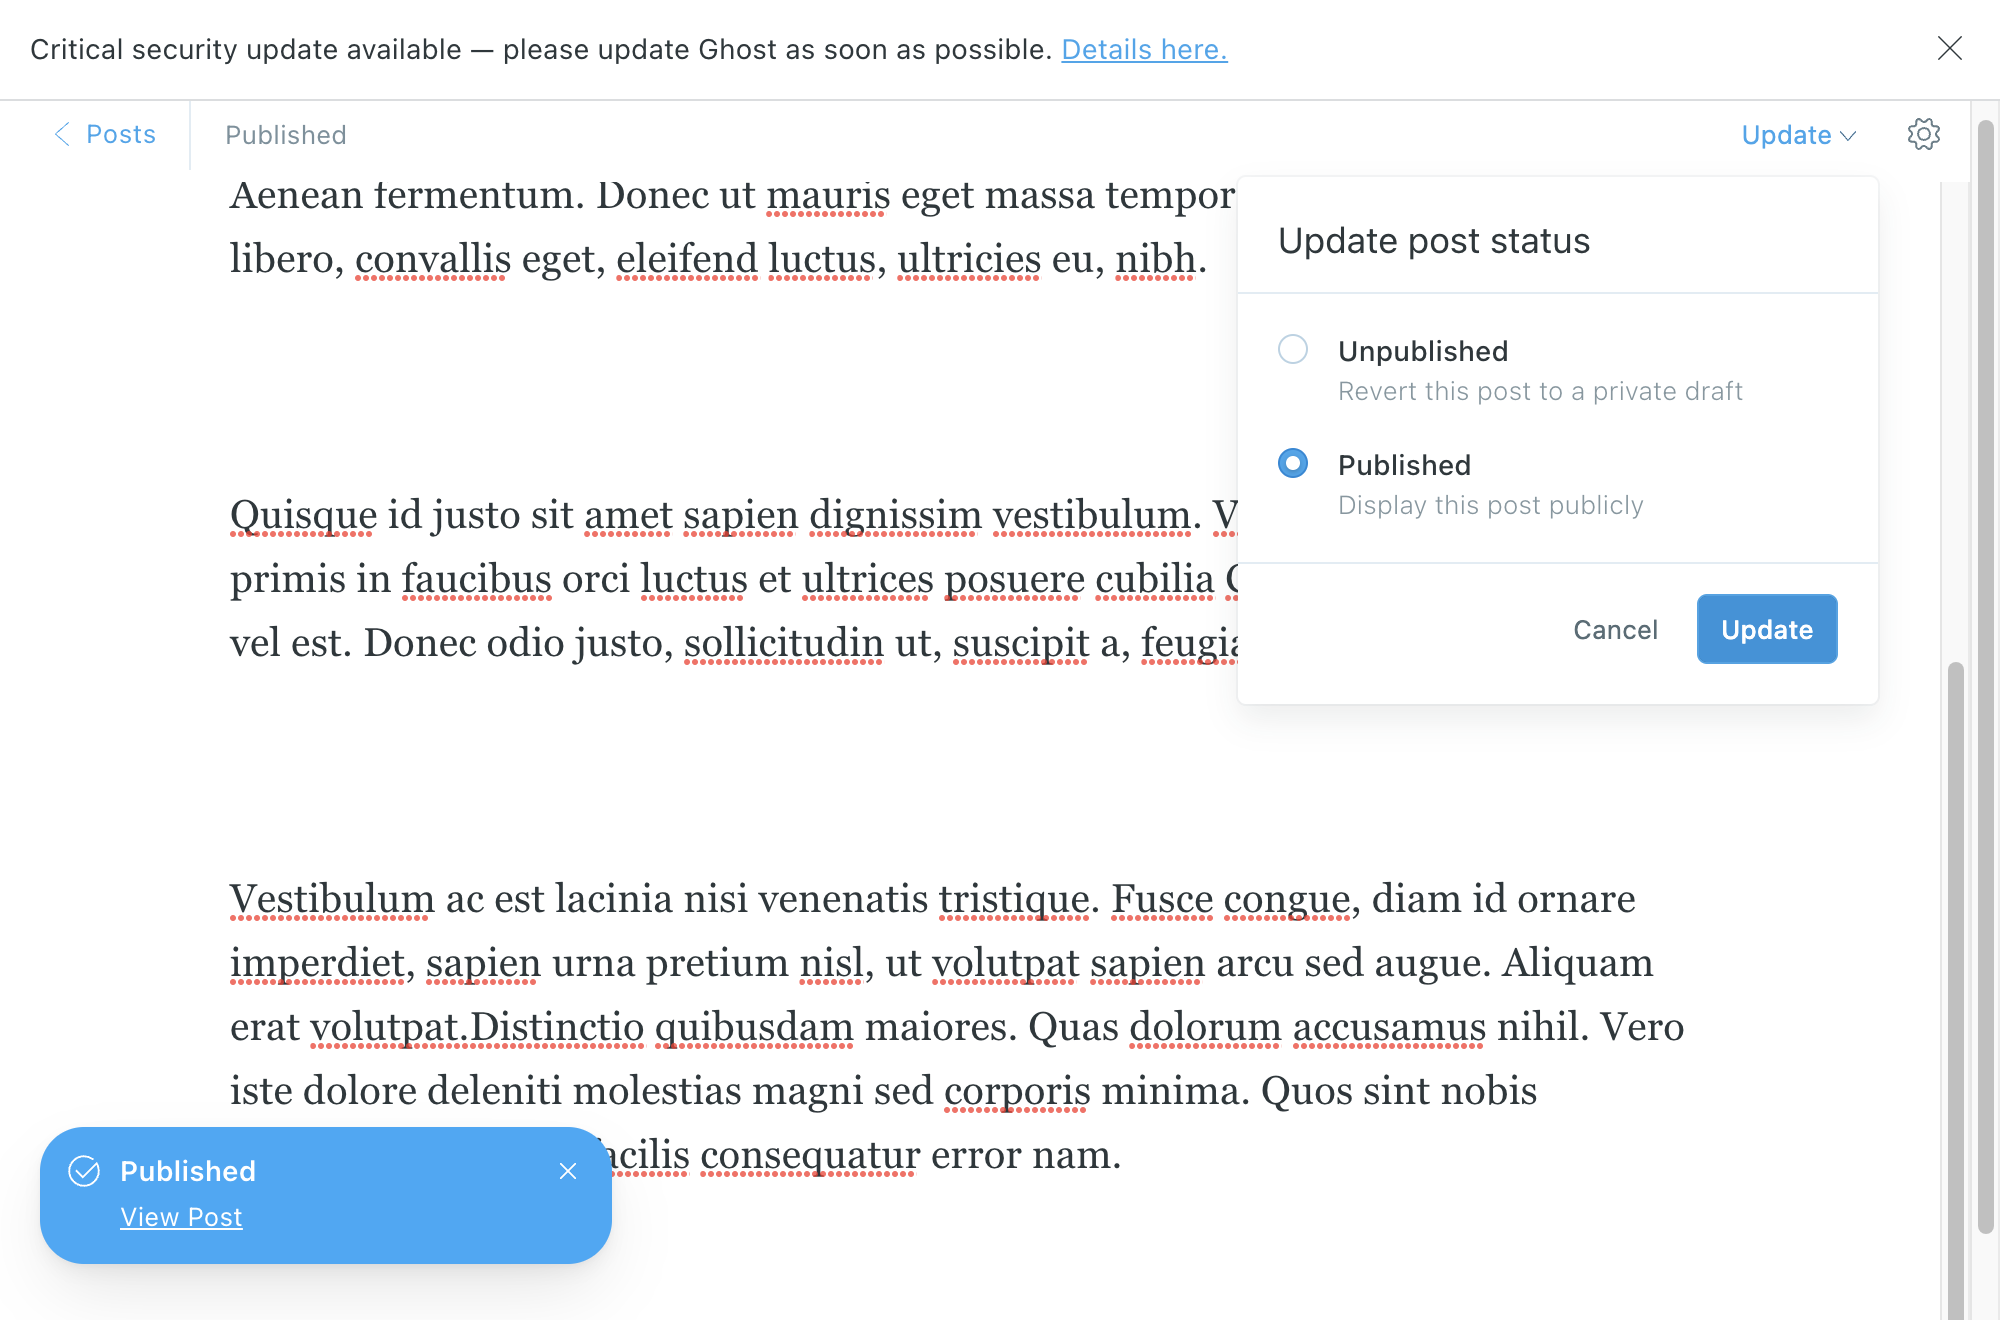 Critical security update available — please update Ghost as soon as possible. Details here.
Posts
Published
Update
Aenean fermentum. Donec ut mauris eget massa tempor
libero, convallis eget, eleifend luctus, ultricies eu, nibh.
Update post status
Unpublished
Revert this post to a private draft
Published
Display this post publicly
Cancel
Update
Quisque id justo sit amet sapien dignissim vestibulum.
primis in faucibus orci luctus et ultrices posuere cubilia
vel est. Donec odio justo, sollicitudin ut, suscipit a,
Vestibulum ac est lacinia nisi venenatis tristique. Fusce congue, diam id ornare
imperdiet, sapien urna pretium nisl, ut volutpat sapien arcu sed augue. Aliquam
erat volutpat.Distinctio quibusdam maiores. Quas dolorum accusamus nihil. Vero
iste dolore deleniti molestias magni sed corporis minima. Quos sint nobis
consequatur error nam.
Published
View Post